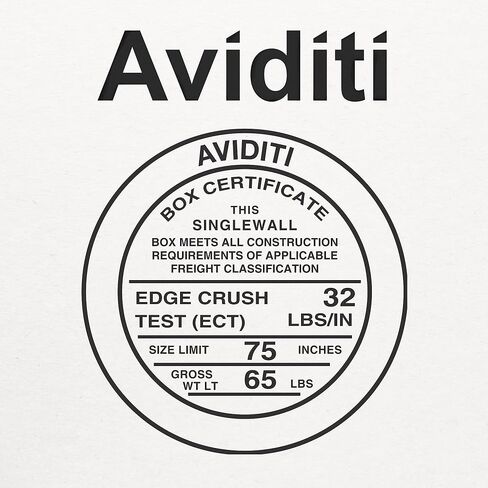 Aviditi
AVIDITI
BOX CERTIFICATE
THIS
SINGLEWALL
BOX MEETS ALL CONSTRUCTION
REQUIREMENTS OF APPLICABLE
FREIGHT CLASSIFICATION
EDGE CRUSH
TEST (ECT)
32
LBS/IN
SIZE LIMIT 75 INCHES
GROSS
WT LT
65 LBS